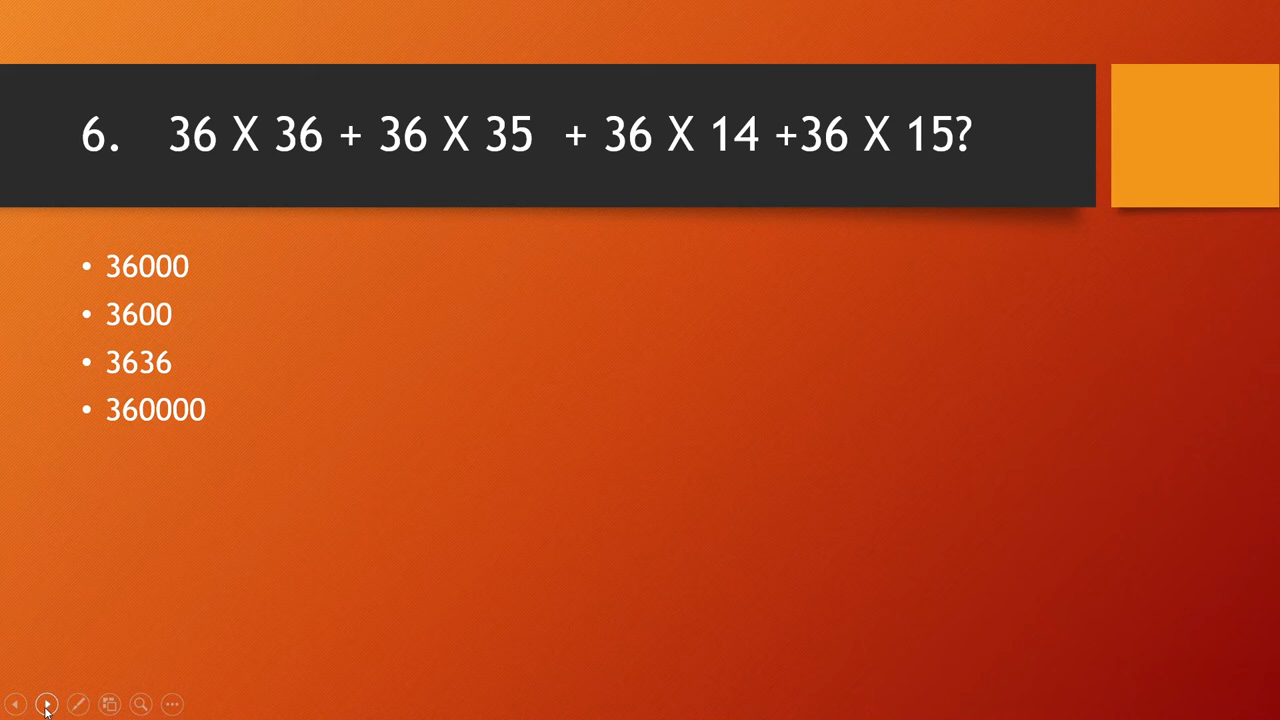 6. 36 X 36 + 36 X 35 + 36 X 14 +36 X 15?
• 36000
• 3600
• 3636
• 360000